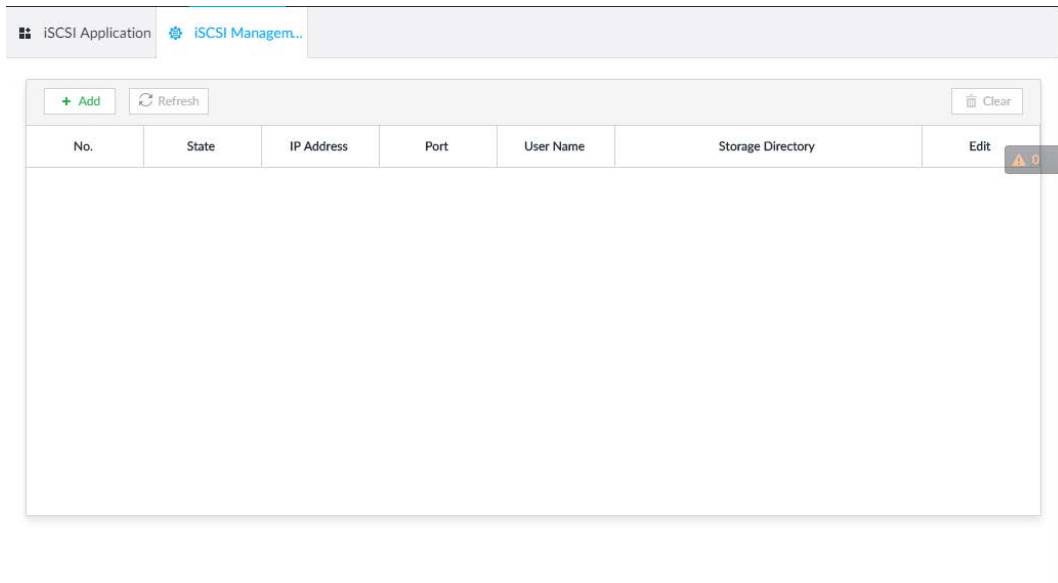 iSCSI Application
iSCSI Managem...
+ Add
Refresh
Clear
No.
State
IP Address
Port
User Name
Storage Directory
Edit
0